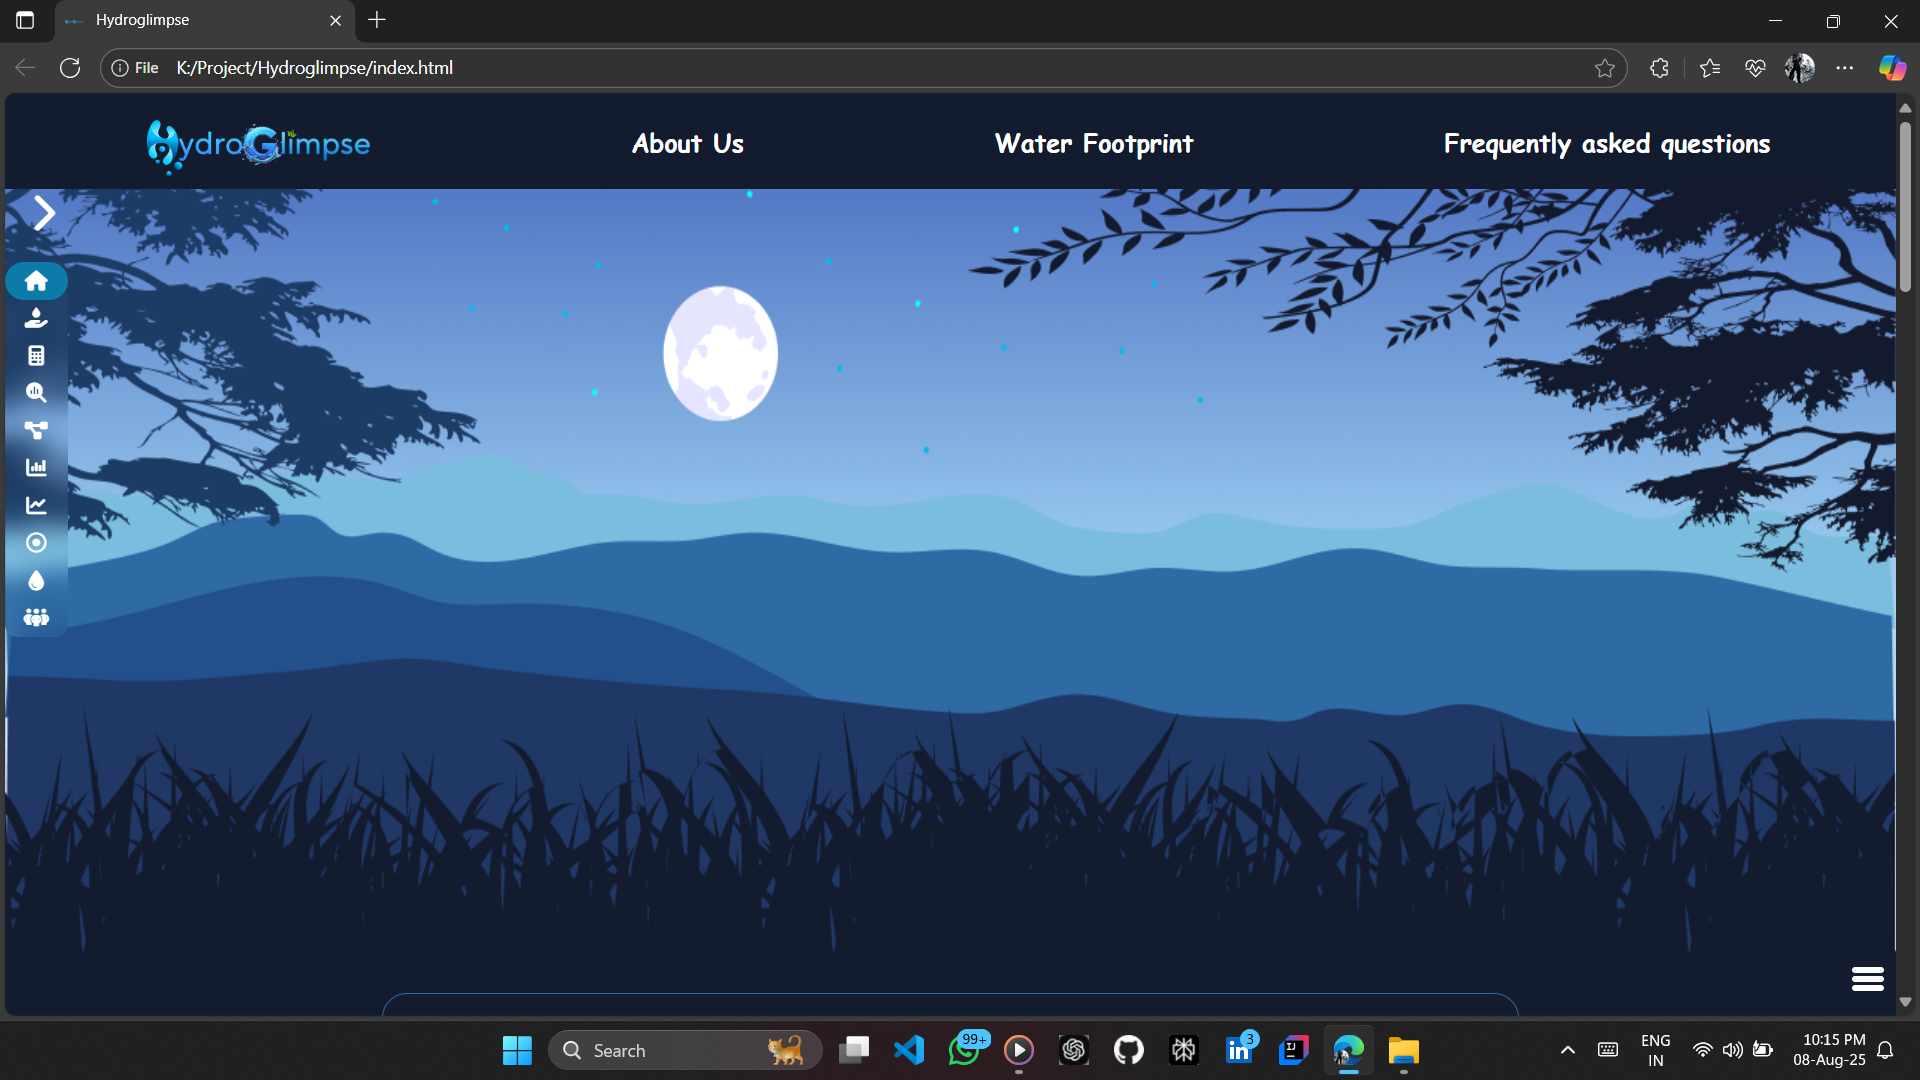 Hydroglimpse
File K:/Project/Hydroglimpse/index.html
HydroGlimpse
About Us
Water Footprint
Frequently asked questions
Search
99+
3
ENG
IN
10:15 PM
08-Aug-25